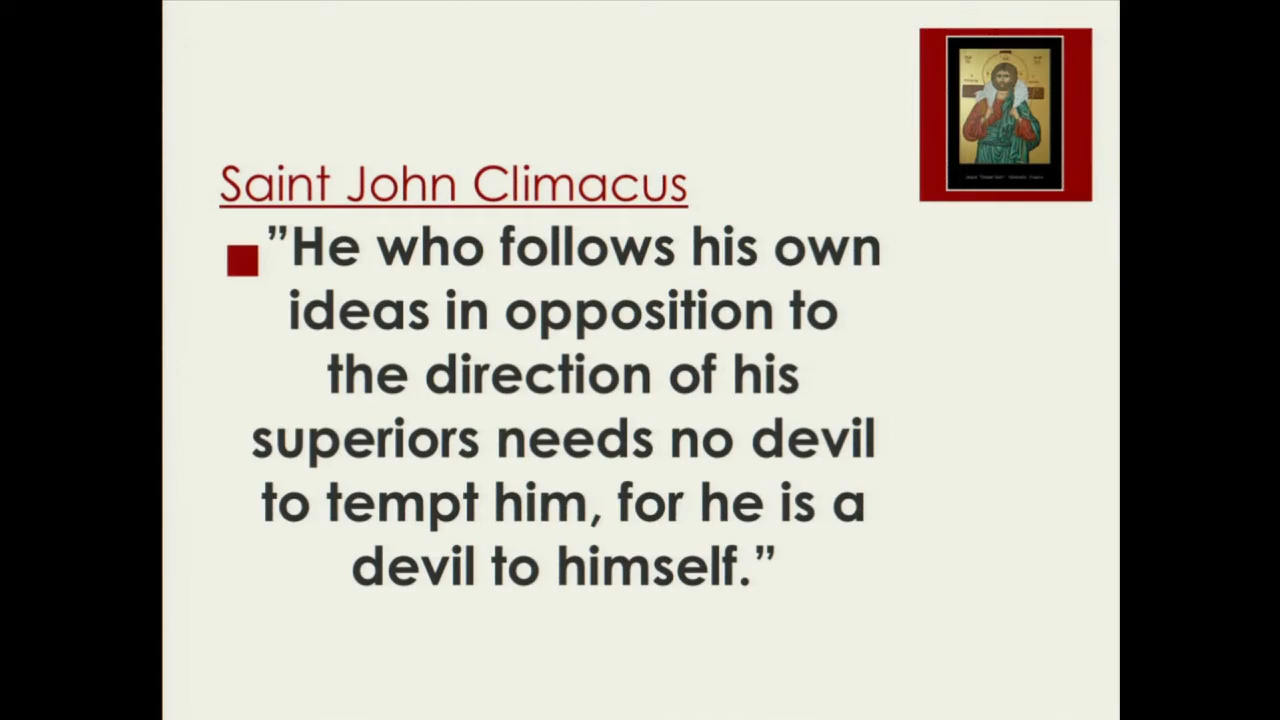 Saint John Climacus
”He who follows his own
ideas in opposition to
the direction of his
superiors needs no devil
to tempt him, for he is a
devil to himself.”